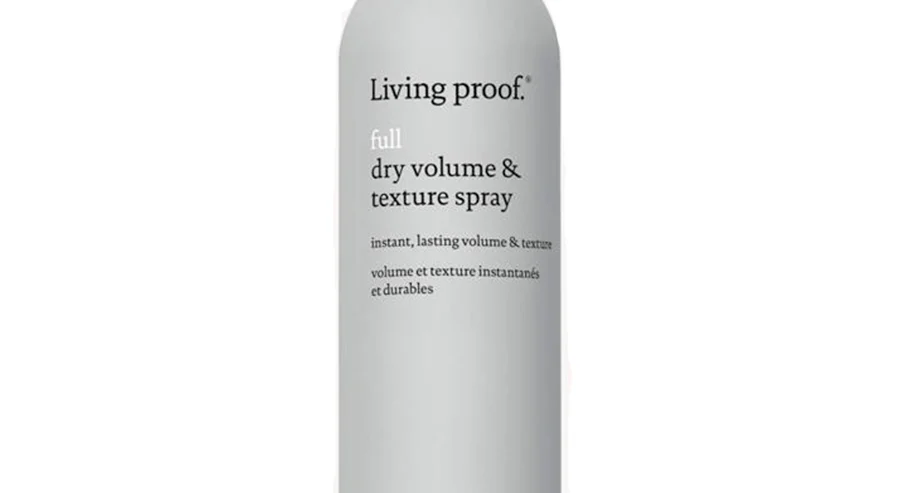 Living proof.®
full
dry volume &
texture spray
instant, lasting volume & texture
volume et texture instantanés
et durables